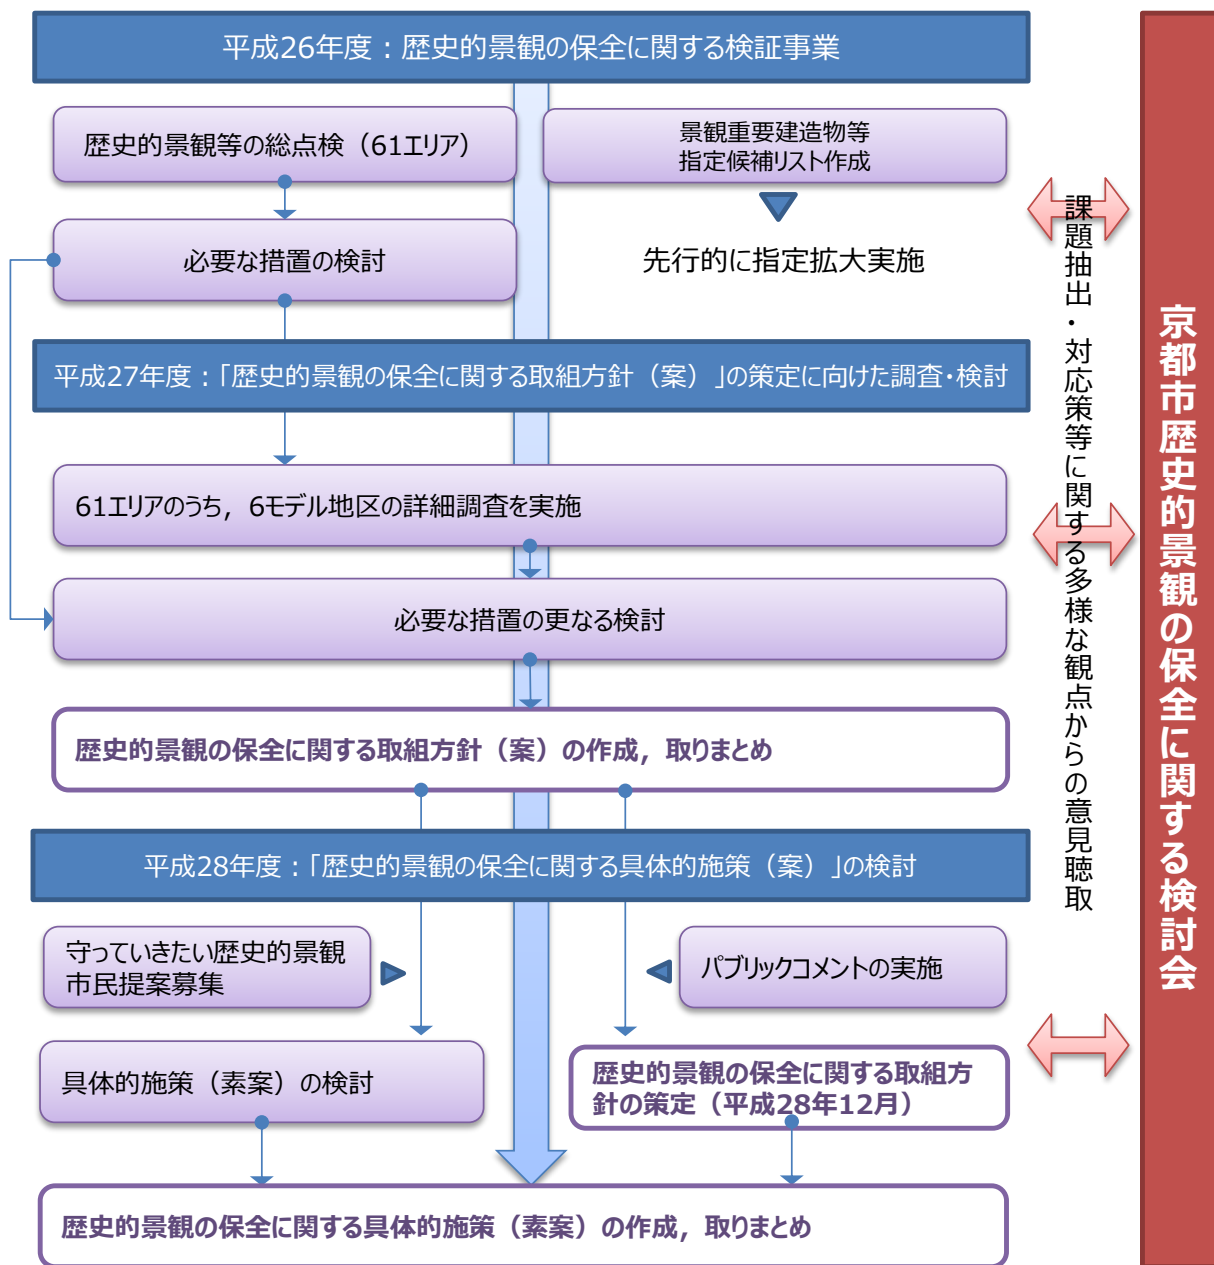 平成26年度：歴史的景観の保全に関する検証事業
歴史的景観等の総点検（61エリア）
景観重要建造物等
指定候補リスト作成
必要な措置の検討
先行的に指定拡大実施
平成27年度：「歴史的景観の保全に関する取組方針（案）」の策定に向けた調査・検討
61エリアのうち，6モデル地区の詳細調査を実施
必要な措置の更なる検討
歴史的景観の保全に関する取組方針（案）の作成，取りまとめ
平成28年度：「歴史的景観の保全に関する具体的施策（案）」の検討
守っていきたい歴史的景観
市民提案募集
パブリックコメントの実施
具体的施策（素案）の検討
歴史的景観の保全に関する取組方
針の策定（平成28年12月）
歴史的景観の保全に関する具体的施策（素案）の作成，取りまとめ
課題抽出・対応策等に関する多様な観点からの意見聴取
京都市歴史的景観の保全に関する検討会